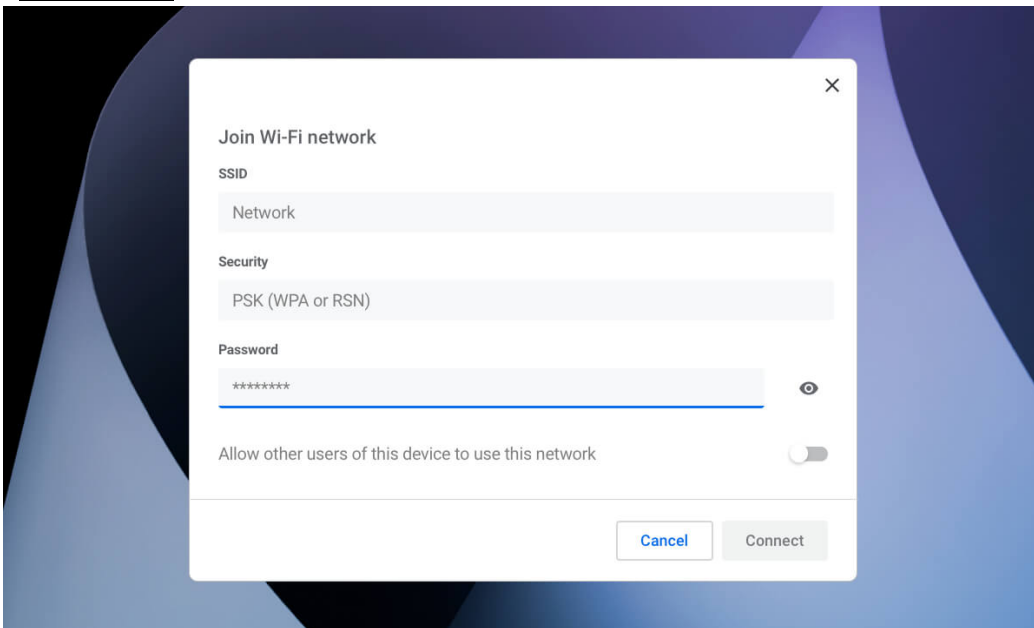 Join Wi-Fi network
SSID
Network
Security
PSK (WPA or RSN)
Password
********
Allow other users of this device to use this network
Cancel Connect